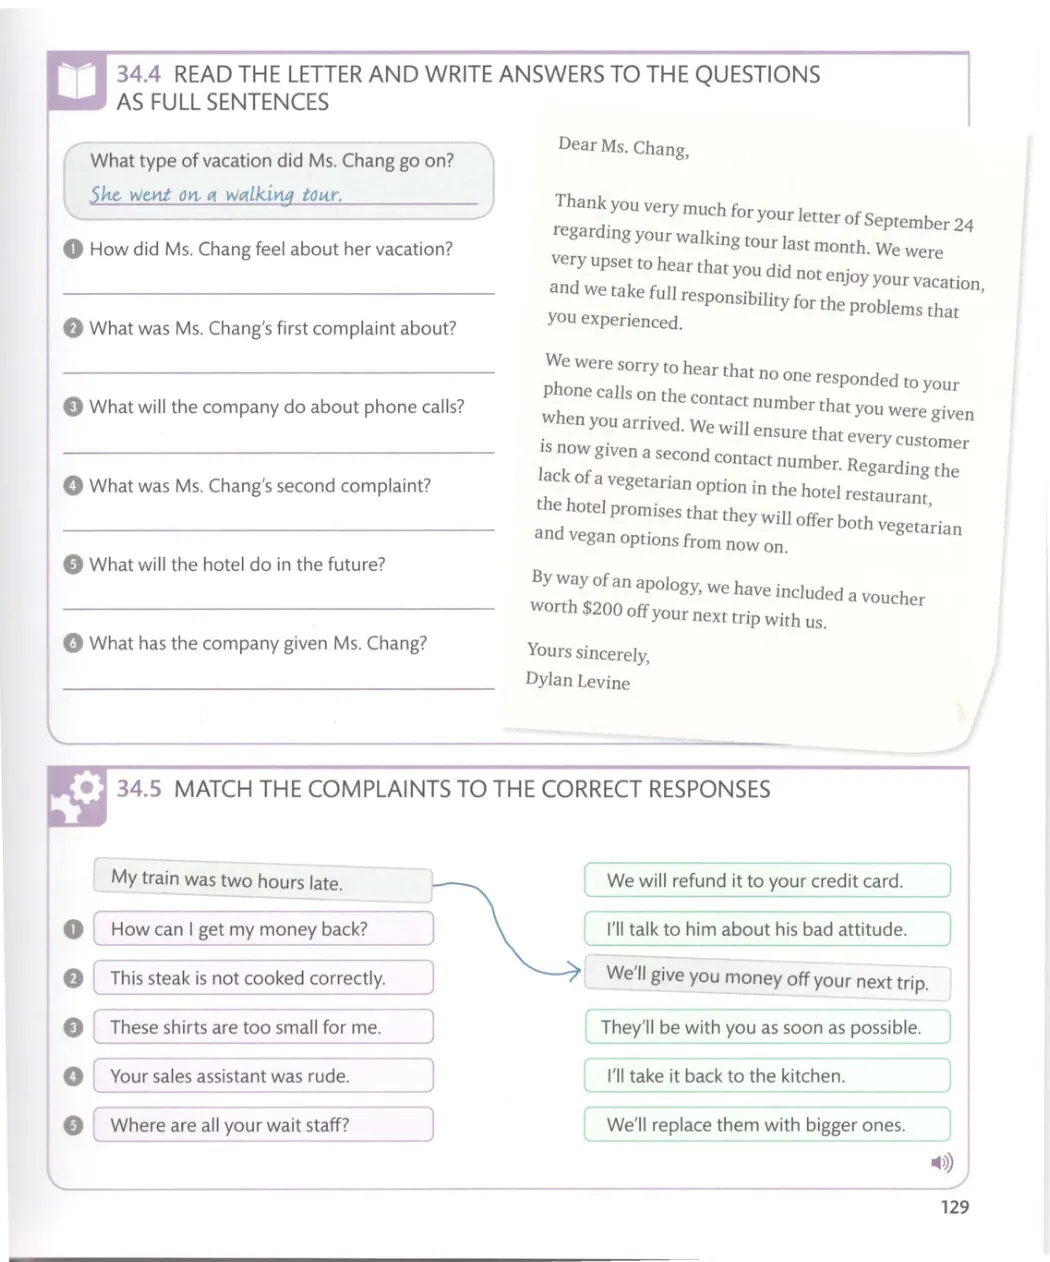 34.4 READ THE LETTER AND WRITE ANSWERS TO THE QUESTIONS
AS FULL SENTENCES
What type of vacation did Ms. Chang go on?
She went on a walking tour.
1 How did Ms. Chang feel about her vacation?
2 What was Ms. Chang's first complaint about?
3 What will the company do about phone calls?
4 What was Ms. Chang's second complaint?
5 What will the hotel do in the future?
6 What has the company given Ms. Chang?
Dear Ms. Chang,
Thank you very much for your letter of September 24
regarding your walking tour last month. We were
very upset to hear that you did not enjoy your vacation,
and we take full responsibility for the problems that
you experienced.
We were sorry to hear that no one responded to your
phone calls on the contact number that you were given
when you arrived. We will ensure that every customer
is now given a second contact number. Regarding the
lack of a vegetarian option in the hotel restaurant,
the hotel promises that they will offer both vegetarian
and vegan options from now on.
By way of an apology, we have included a voucher
worth $200 off your next trip with us.
Yours sincerely,
Dylan Levine
34.5 MATCH THE COMPLAINTS TO THE CORRECT RESPONSES
My train was two hours late.
1 How can I get my money back?
2 This steak is not cooked correctly.
3 These shirts are too small for me.
4 Your sales assistant was rude.
5 Where are all your wait staff?
We will refund it to your credit card.
I'll talk to him about his bad attitude.
We'll give you money off your next trip.
They'll be with you as soon as possible.
I'll take it back to the kitchen.
We'll replace them with bigger ones.
129